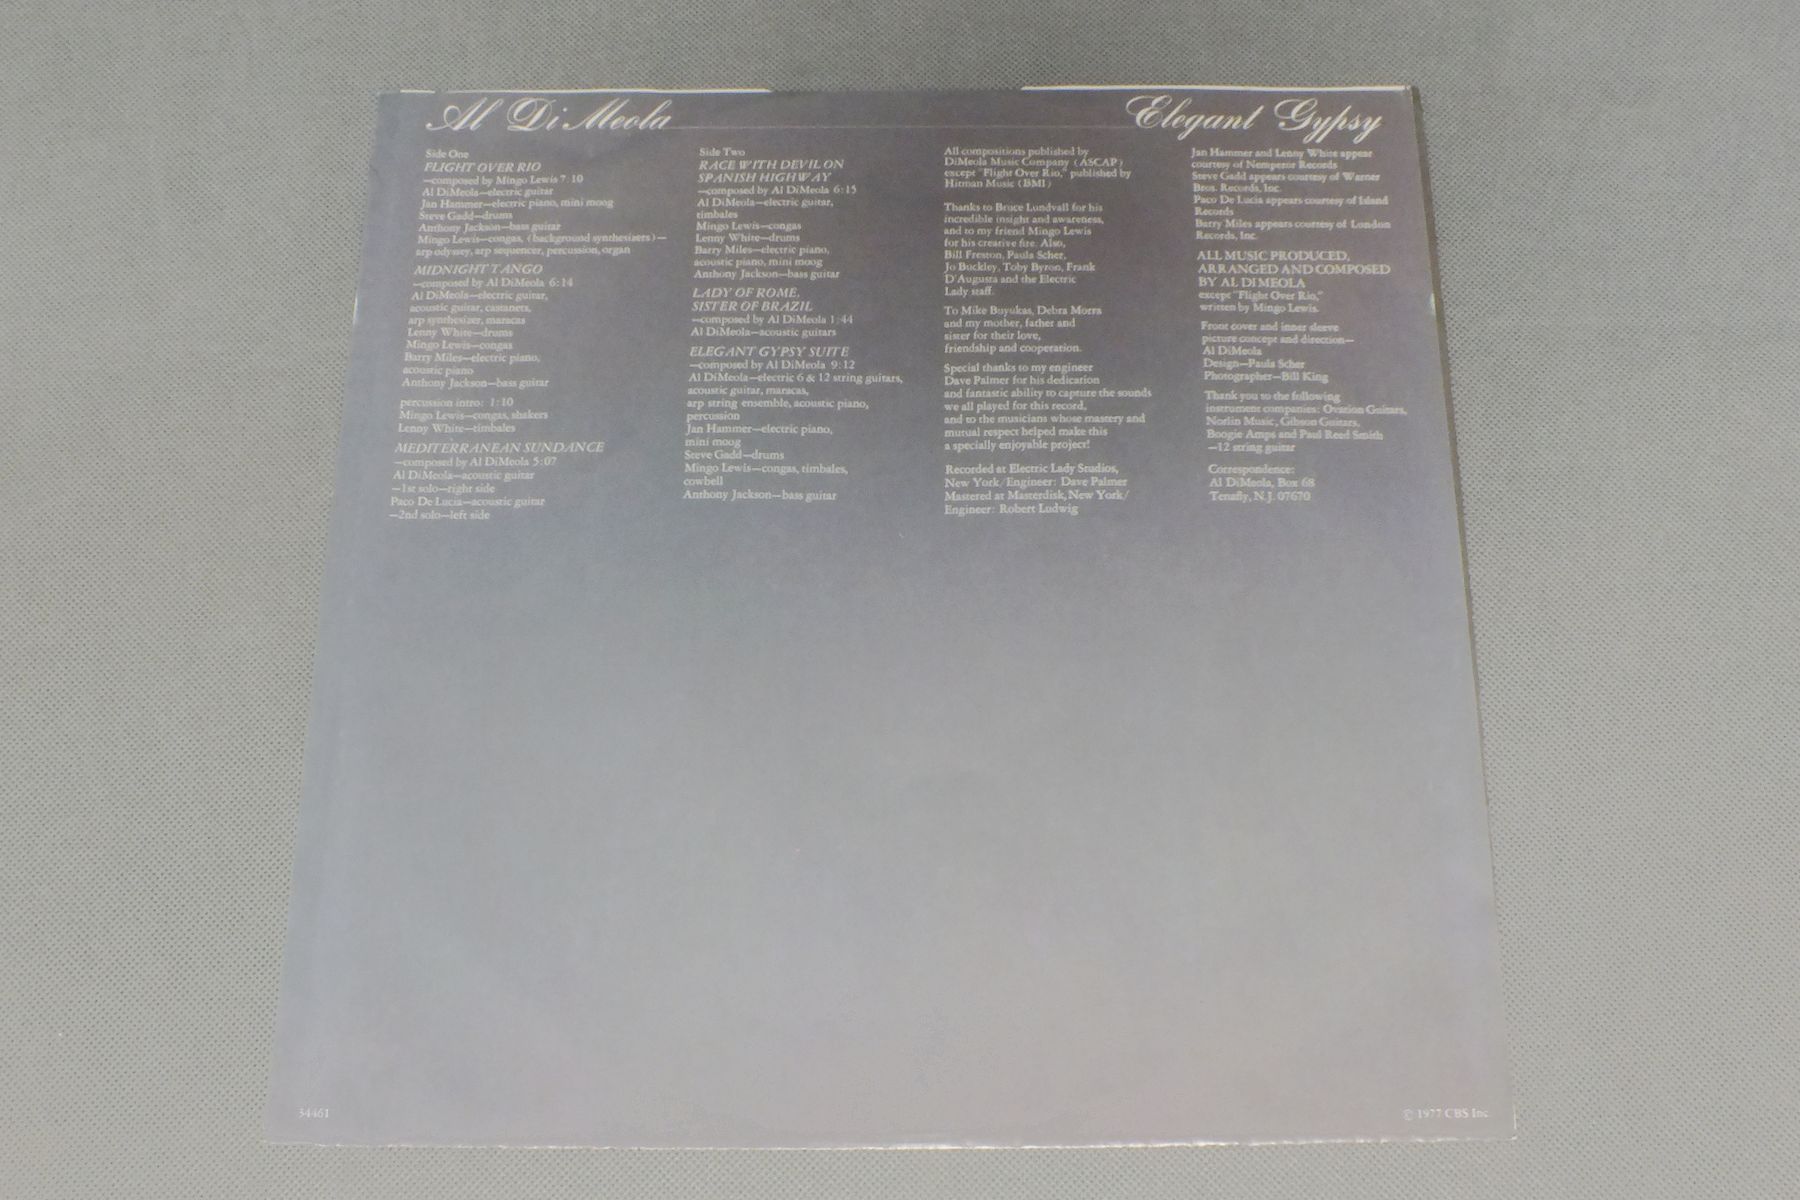 Al Di Meola
Elegant Gypsy
Side One
FLIGHT OVER RIO
—composed by Mingo Lewis 7:10
Al DiMeola—electric guitar
Jan Hammer—electric piano, mini moog
Steve Gadd—drums
Anthony Jackson—bass guitar
Mingo Lewis—congas, (background synthesizers)—
arp odyssey, arp sequencer, percussion, organ
MIDNIGHT TANGO
—composed by Al DiMeola 6:14
Al DiMeola—electric guitar,
acoustic guitar, castanets,
arp synthesizer, maracas
Lenny White—drums
Mingo Lewis—congas
Barry Miles—electric piano,
acoustic piano
Anthony Jackson—bass guitar
percussion intro: 1:10
Mingo Lewis—congas, shakers
Lenny White—timbales
MEDITERRANEAN SUNDANCE
—composed by Al DiMeola 5:07
Al DiMeola—acoustic guitar
—1st solo—right side
Paco De Lucia—acoustic guitar
—2nd solo—left side
Side Two
RACE WITH DEVIL ON
SPANISH HIGHWAY
—composed by Al DiMeola 6:15
Al DiMeola—electric guitar,
timbales
Mingo Lewis—congas
Lenny White—drums
Barry Miles—electric piano,
acoustic piano, mini moog
Anthony Jackson—bass guitar
LADY OF ROME,
SISTER OF BRAZIL
—composed by Al DiMeola 1:44
Al DiMeola—acoustic guitars
ELEGANT GYPSY SUITE
—composed by Al DiMeola 9:12
Al DiMeola—electric 6 & 12 string guitars,
acoustic guitar, maracas,
arp string ensemble, acoustic piano,
percussion
Jan Hammer—electric piano,
mini moog
Steve Gadd—drums
Mingo Lewis—congas, timbales,
cowbell
Anthony Jackson—bass guitar
All compositions published by
DiMeola Music Company (ASCAP)
except "Flight Over Rio," published by
Hitman Music (BMI)
Thanks to Bruce Lundvall for his
incredible insight and awareness,
and to my friend Mingo Lewis
for his creative fire. Also,
Bill Freston, Paula Scher,
Jo Buckley, Toby Byron, Frank
D'Augusta and the Electric
Lady staff.
To Mike Buyukas, Debra Morra
and my mother, father and
sister for their love,
friendship and cooperation.
Special thanks to my engineer
Dave Palmer for his dedication
and fantastic ability to capture the sounds
we all played for this record,
and to the musicians whose mastery and
mutual respect helped make this
a specially enjoyable project!
Recorded at Electric Lady Studios,
New York/Engineer: Dave Palmer
Mastered at Masterdisk, New York/
Engineer: Robert Ludwig
Jan Hammer and Lenny White appear
courtesy of Nemperor Records
Steve Gadd appears courtesy of Warner
Bros. Records, Inc.
Paco De Lucia appears courtesy of Island
Records
Barry Miles appears courtesy of London
Records, Inc.
ALL MUSIC PRODUCED,
ARRANGED AND COMPOSED
BY AL DI MEOLA
except "Flight Over Rio,"
written by Mingo Lewis.
Front cover and inner sleeve
picture concept and direction—
Al DiMeola
Design—Paula Scher
Photographer—Bill King
Thank you to the following
instrument companies: Ovation Guitars,
Norlin Music, Gibson Guitars,
Boogie Amps and Paul Reed Smith
—12 string guitar
Correspondence:
Al DiMeola, Box 68
Tenafly, N.J. 07670
34461
© 1977 CBS Inc.